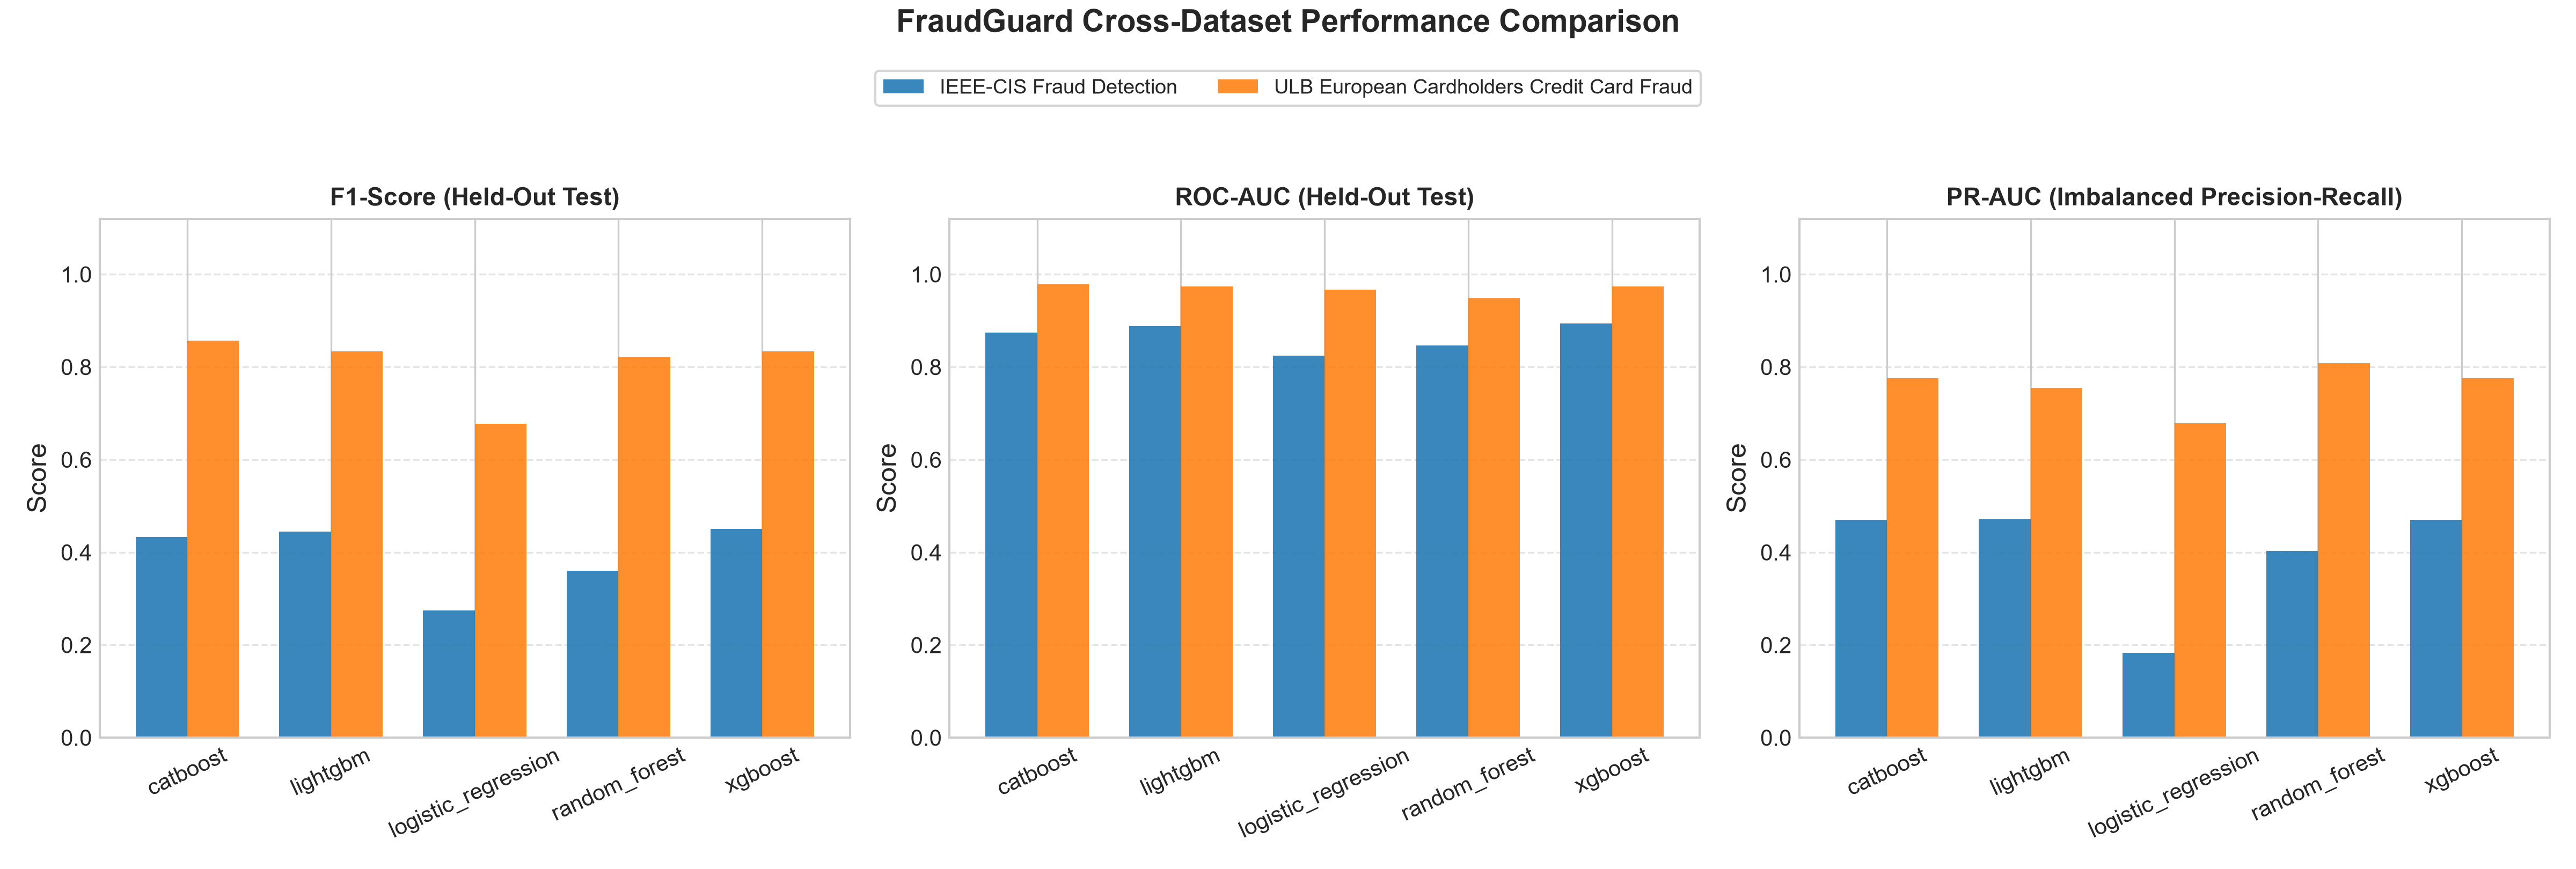 FraudGuard Cross-Dataset Performance Comparison
IEEE-CIS Fraud Detection
ULB European Cardholders Credit Card Fraud
F1-Score (Held-Out Test)
Score
1.0
0.8
0.6
0.4
0.2
0.0
catboost
lightgbm
logistic_regression
random_forest
xgboost
ROC-AUC (Held-Out Test)
Score
1.0
0.8
0.6
0.4
0.2
0.0
catboost
lightgbm
logistic_regression
random_forest
xgboost
PR-AUC (Imbalanced Precision-Recall)
Score
1.0
0.8
0.6
0.4
0.2
0.0
catboost
lightgbm
logistic_regression
random_forest
xgboost